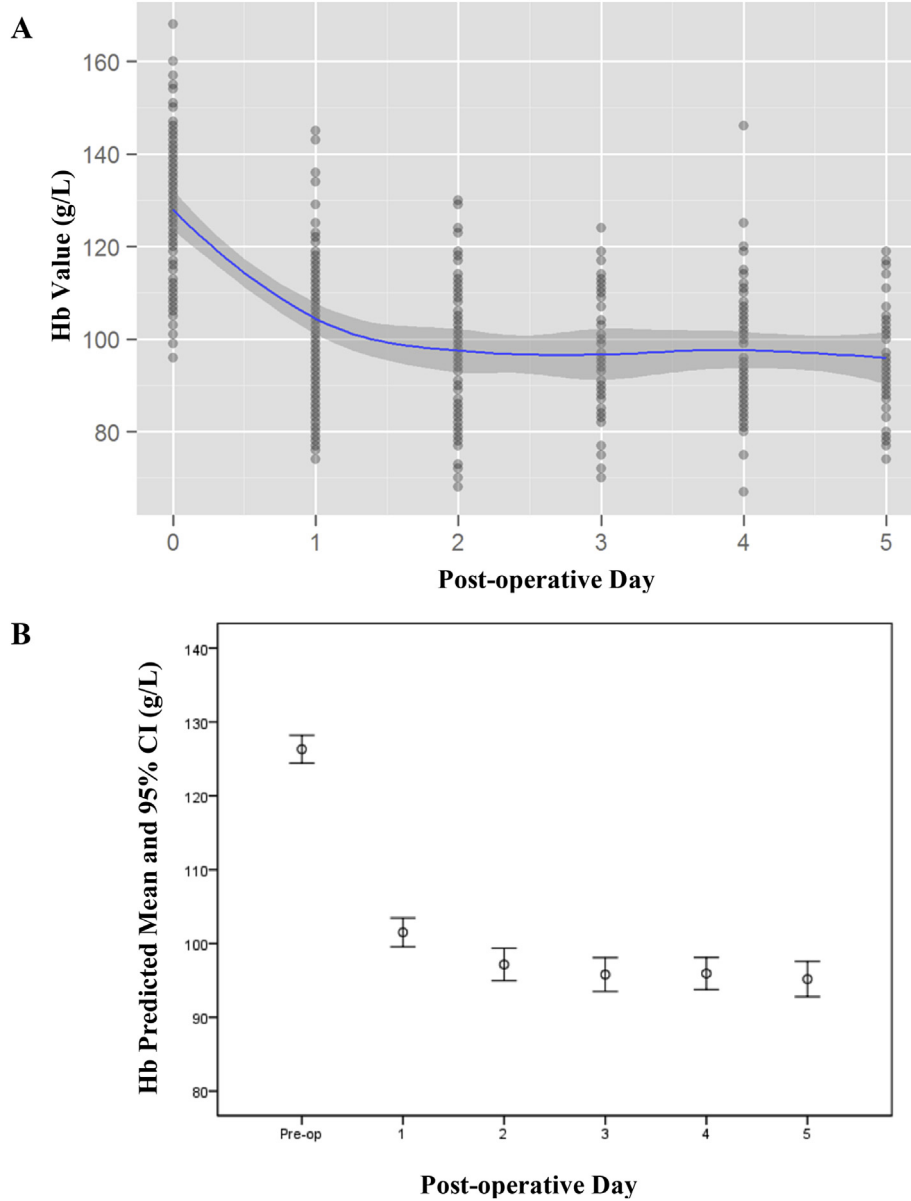 A
Hb Value (g/L)
160
140
120
100
80
0 1 2 3 4 5
Post-operative Day
B
Hb Predicted Mean and 95% CI (g/L)
140
130
120
110
100
90
80
Pre-op 1 2 3 4 5
Post-operative Day